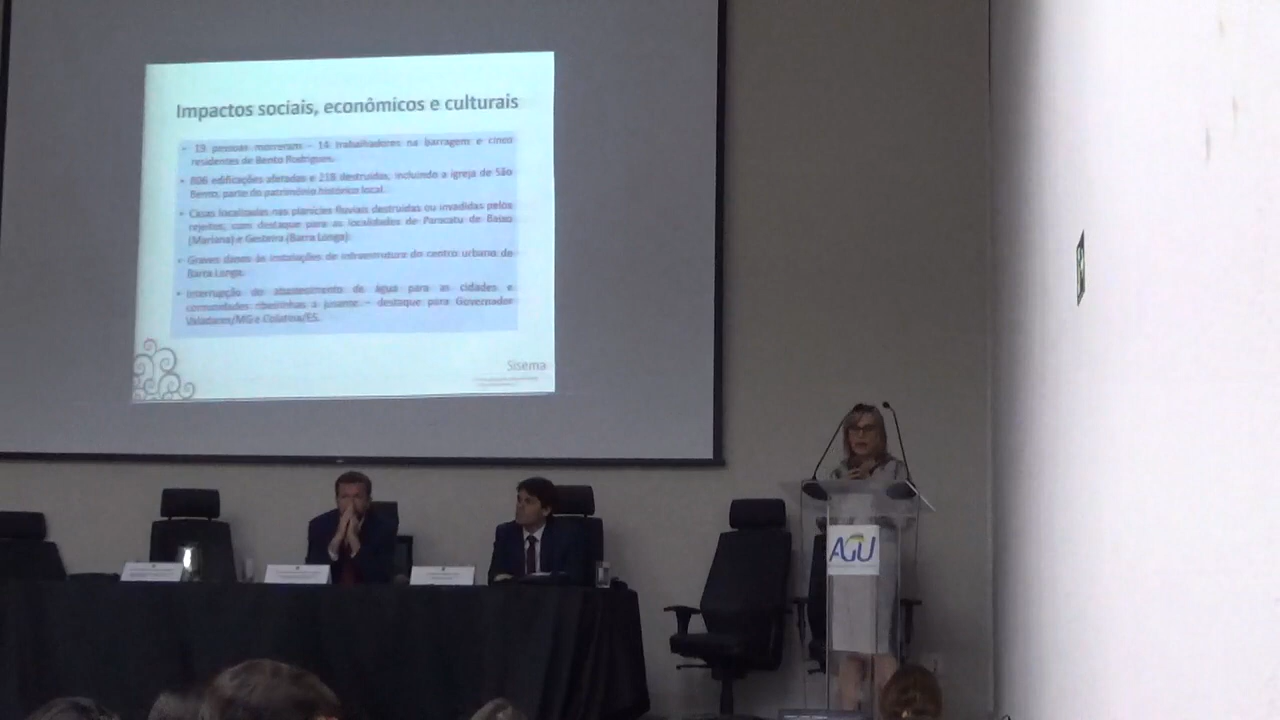 Impactos sociais, econômicos e culturais
• 19 pessoas morreram – 14 trabalhadores na barragem e cinco
residentes de Bento Rodrigues.
• 806 edificações afetadas e 218 destruídas, incluindo a igreja de São
Bento, parte do patrimônio histórico local.
• Casas localizadas nas planícies fluviais destruídas ou invadidas pelos
rejeitos, com destaque para as localidades de Paracatu de Baixo
(Mariana) e Gesteira (Barra Longa).
• Graves danos às instalações de infraestrutura do centro urbano de
Barra Longa.
• Interrupção do abastecimento de água para as cidades e
comunidades ribeirinhas a jusante – destaque para Governador
Valadares/MG e Colatina/ES.
Sisema
AGU